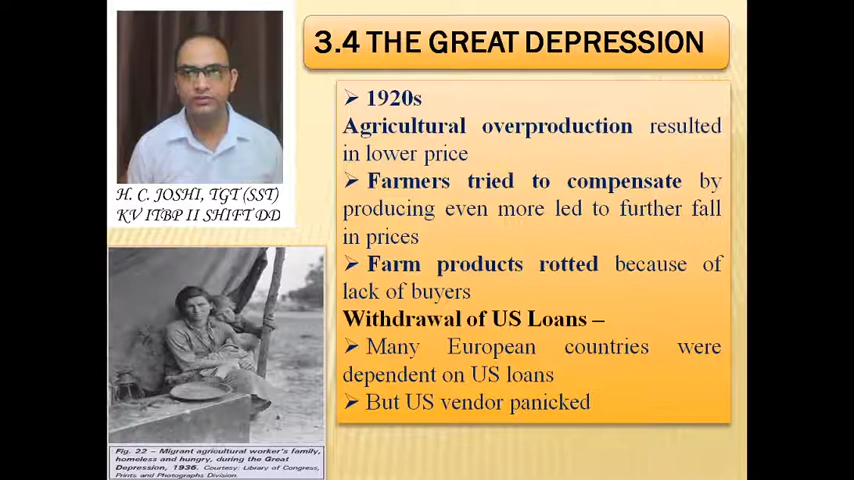 3.4 THE GREAT DEPRESSION
H. C. JOSHI, TGT (SST)
KV ITBP II SHIFT DD
➢ 1920s
Agricultural overproduction resulted
in lower price
➢ Farmers tried to compensate by
producing even more led to further fall
in prices
➢ Farm products rotted because of
lack of buyers
Withdrawal of US Loans –
➢ Many European countries were
dependent on US loans
➢ But US vendor panicked
Fig. 22 – Migrant agricultural worker's family,
homeless and hungry, during the Great
Depression, 1936. Courtesy: Library of Congress,
Prints and Photographs Division.